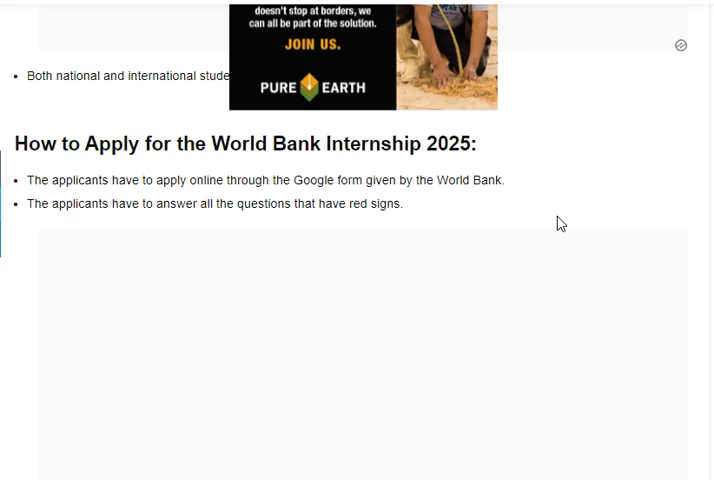 doesn't stop at borders, we
can all be part of the solution.
JOIN US.
PURE EARTH
• Both national and international stude
How to Apply for the World Bank Internship 2025:
• The applicants have to apply online through the Google form given by the World Bank.
• The applicants have to answer all the questions that have red signs.